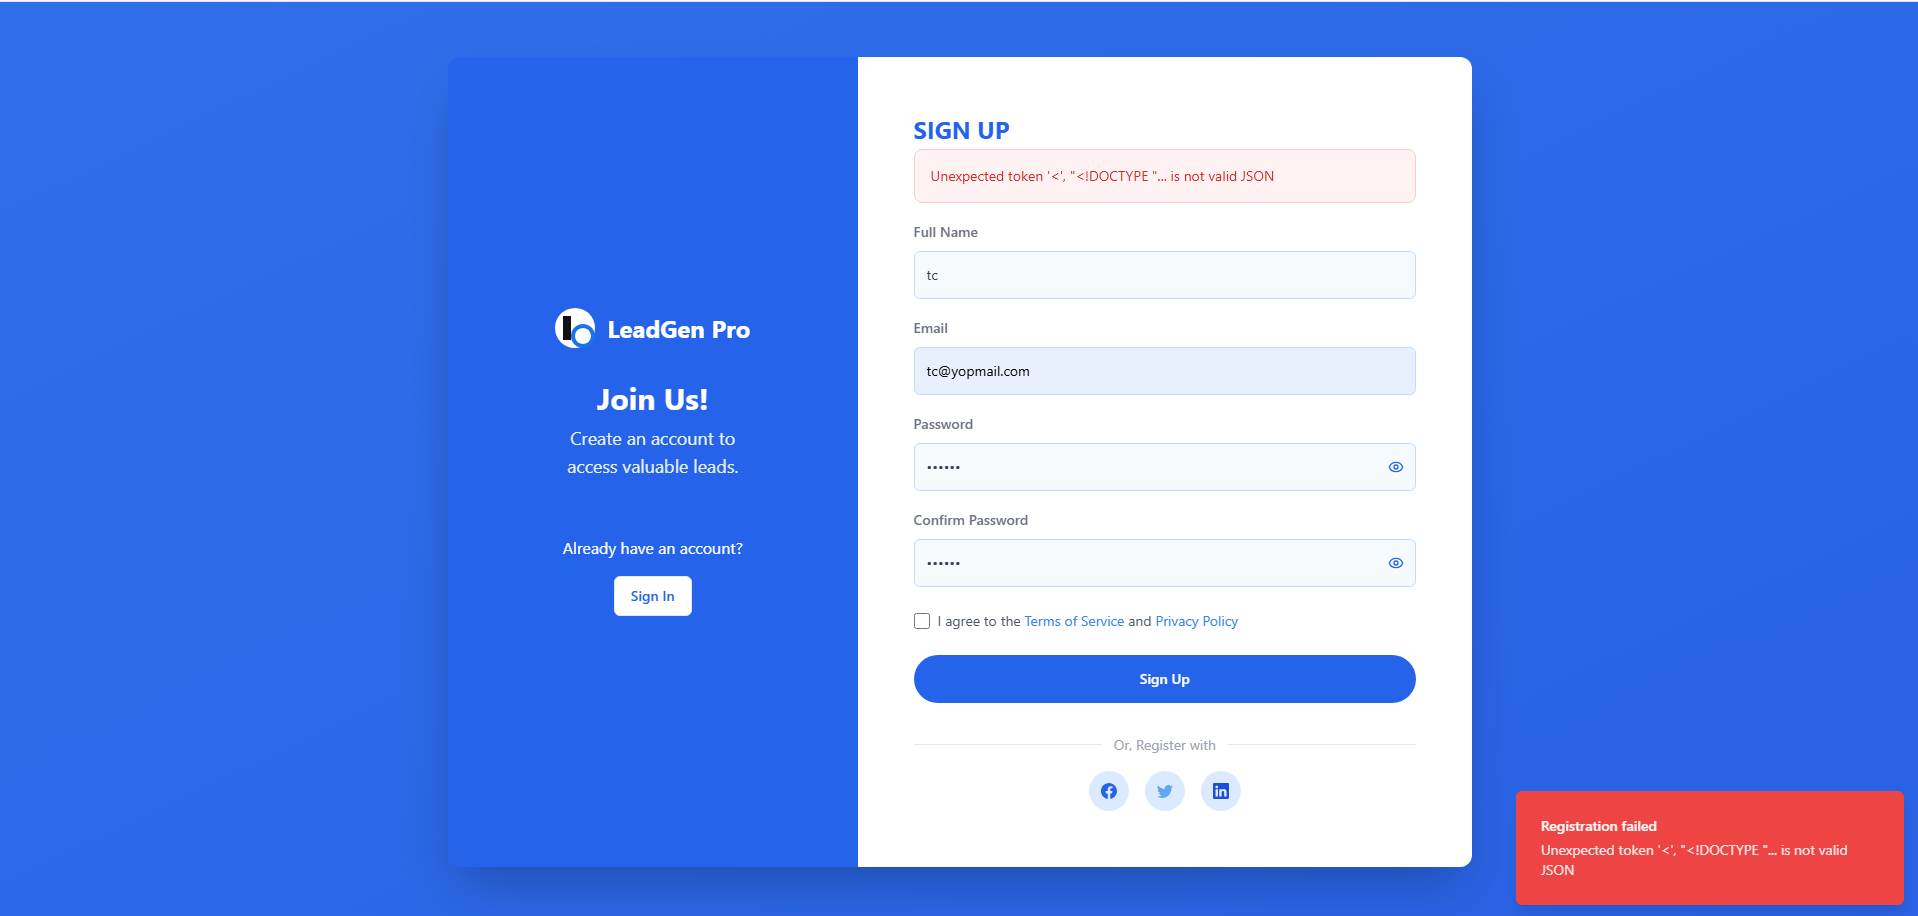 LeadGen Pro
Join Us!
Create an account to
access valuable leads.
Already have an account?
Sign In
SIGN UP
Unexpected token '<', "<!DOCTYPE "... is not valid JSON
Full Name
tc
Email
tc@yopmail.com
Password
••••••
Confirm Password
••••••
I agree to the Terms of Service and Privacy Policy
Sign Up
Or, Register with
Registration failed
Unexpected token '<', "<!DOCTYPE "... is not valid
JSON